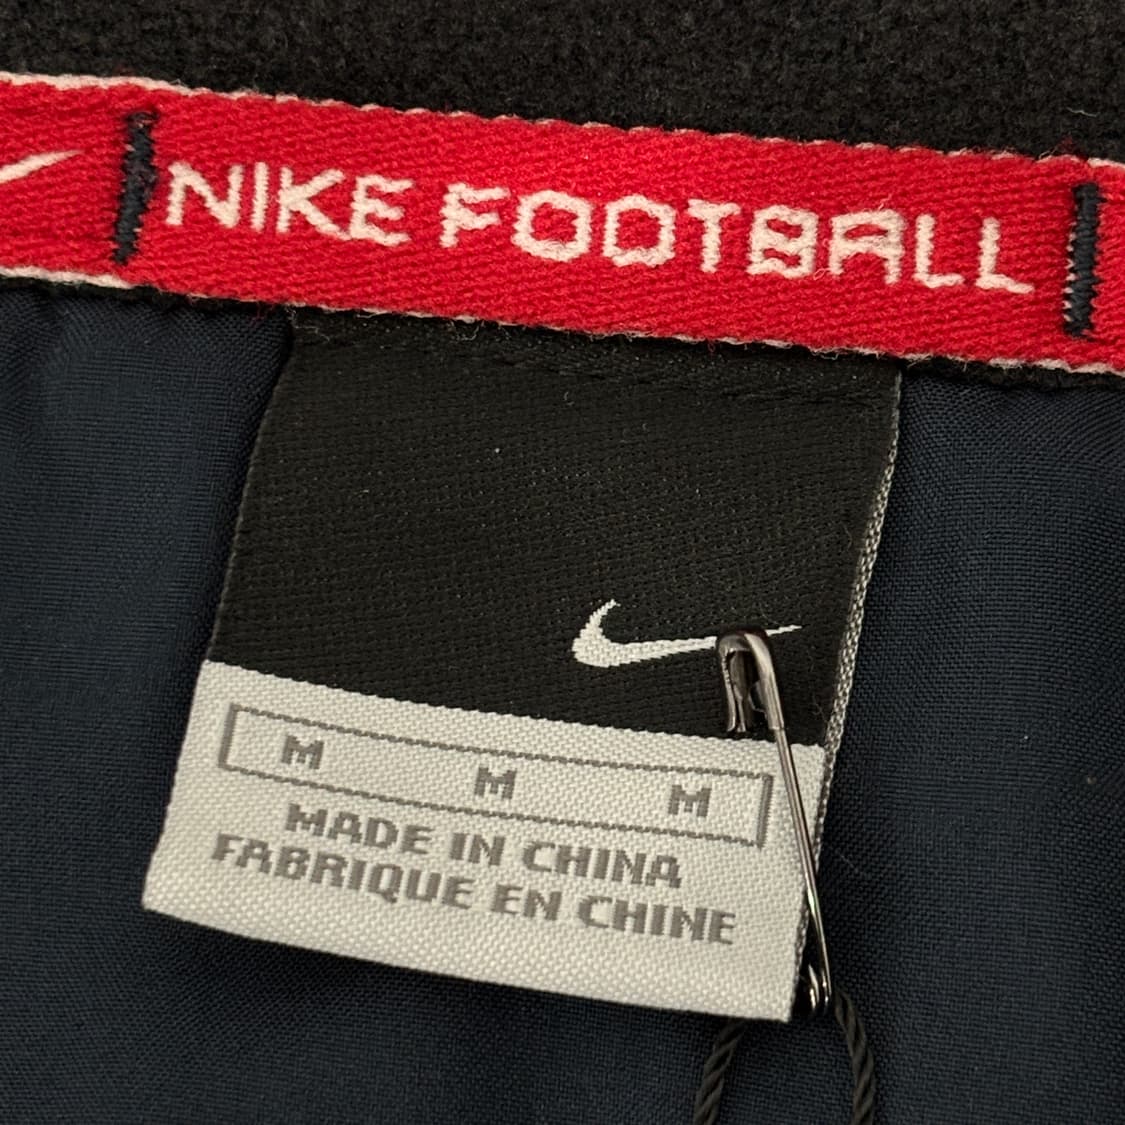 NIKE FOOTBALL
M M M
MADE IN CHINA
FABRIQUE EN CHINE